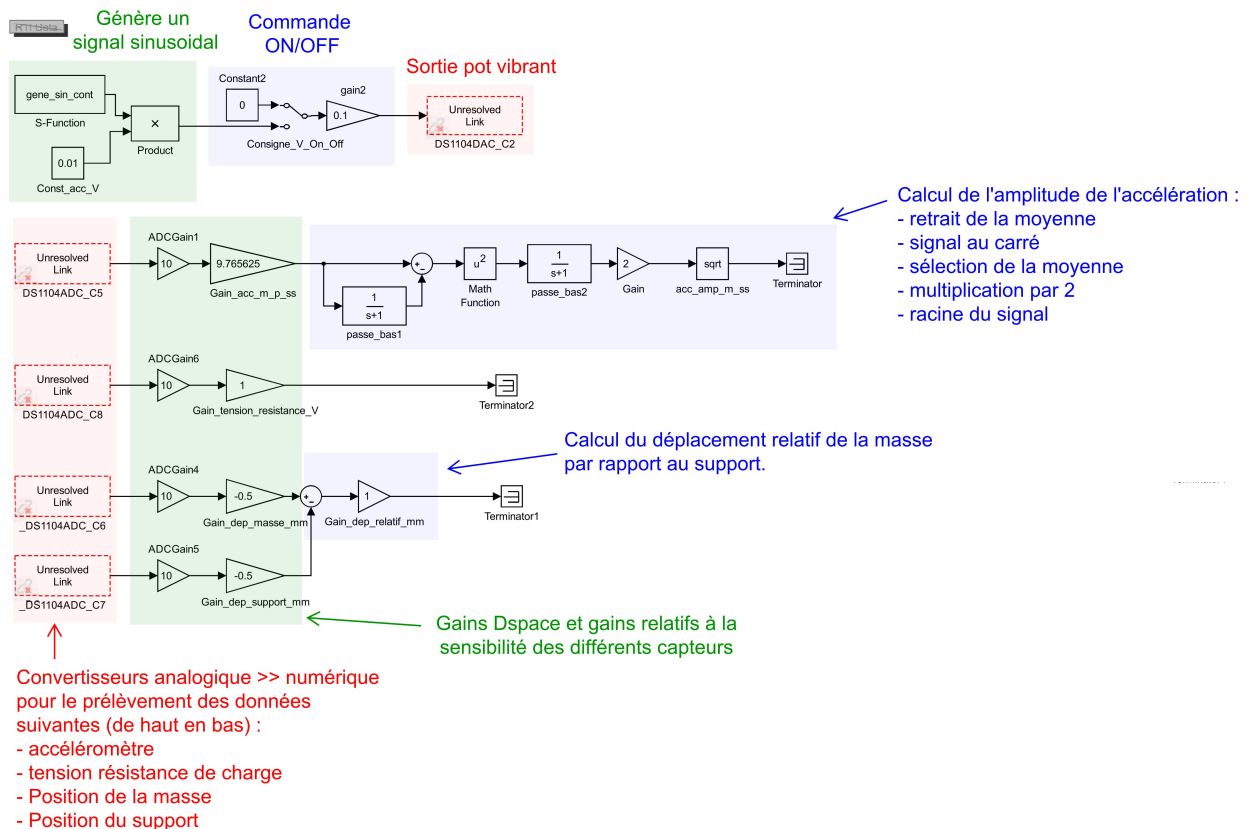 RTI Data
Génère un
signal sinusoidal
Commande
ON/OFF
Sortie pot vibrant
gene_sin_cont
S-Function
0.01
Const_acc_V
×
Product
Constant2
0
Consigne_V_On_Off
gain2
0.1
Unresolved
Link
DS1104DAC_C2
Calcul de l'amplitude de l'accélération :
- retrait de la moyenne
- signal au carré
- sélection de la moyenne
- multiplication par 2
- racine du signal
Unresolved
Link
DS1104ADC_C5
ADCGain1
10
9.765625
Gain_acc_m_p_ss
1
s+1
passe_bas1
+
-
u²
Math
Function
1
s+1
passe_bas2
2
Gain
sqrt
acc_amp_m_ss
Terminator
Unresolved
Link
DS1104ADC_C8
ADCGain6
10
1
Gain_tension_resistance_V
Terminator2
Calcul du déplacement relatif de la masse
par rapport au support.
Unresolved
Link
_DS1104ADC_C6
ADCGain4
10
-0.5
Gain_dep_masse_mm
+
-
1
Gain_dep_relatif_mm
Terminator1
Unresolved
Link
_DS1104ADC_C7
ADCGain5
10
-0.5
Gain_dep_support_mm
Gains Dspace et gains relatifs à la
sensibilité des différents capteurs
Convertisseurs analogique >> numérique
pour le prélèvement des données
suivantes (de haut en bas) :
- accéléromètre
- tension résistance de charge
- Position de la masse
- Position du support